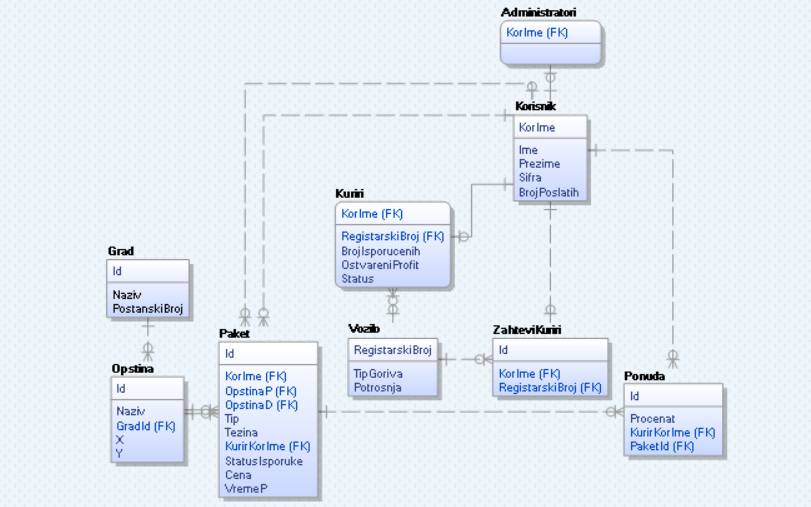 Administratori
KorIme (FK)
Korisnik
KorIme
Ime
Prezime
Sifra
BrojPoslatih
Kuriri
KorIme (FK)
RegistarskiBroj (FK)
BrojIsporucenih
OstvareniProfit
Status
Grad
Id
Naziv
PostanskiBroj
Opstina
Id
Naziv
GradId (FK)
X
Y
Paket
Id
KorIme (FK)
OpstinaP (FK)
OpstinaD (FK)
Tip
Tezina
KurirKorIme (FK)
StatusIsporuke
Cena
VremeP
Vozilo
RegistarskiBroj
TipGoriva
Potrosnja
ZahteviKuriri
Id
KorIme (FK)
RegistarskiBroj (FK)
Ponuda
Id
Procenat
KurirKorIme (FK)
PaketId (FK)